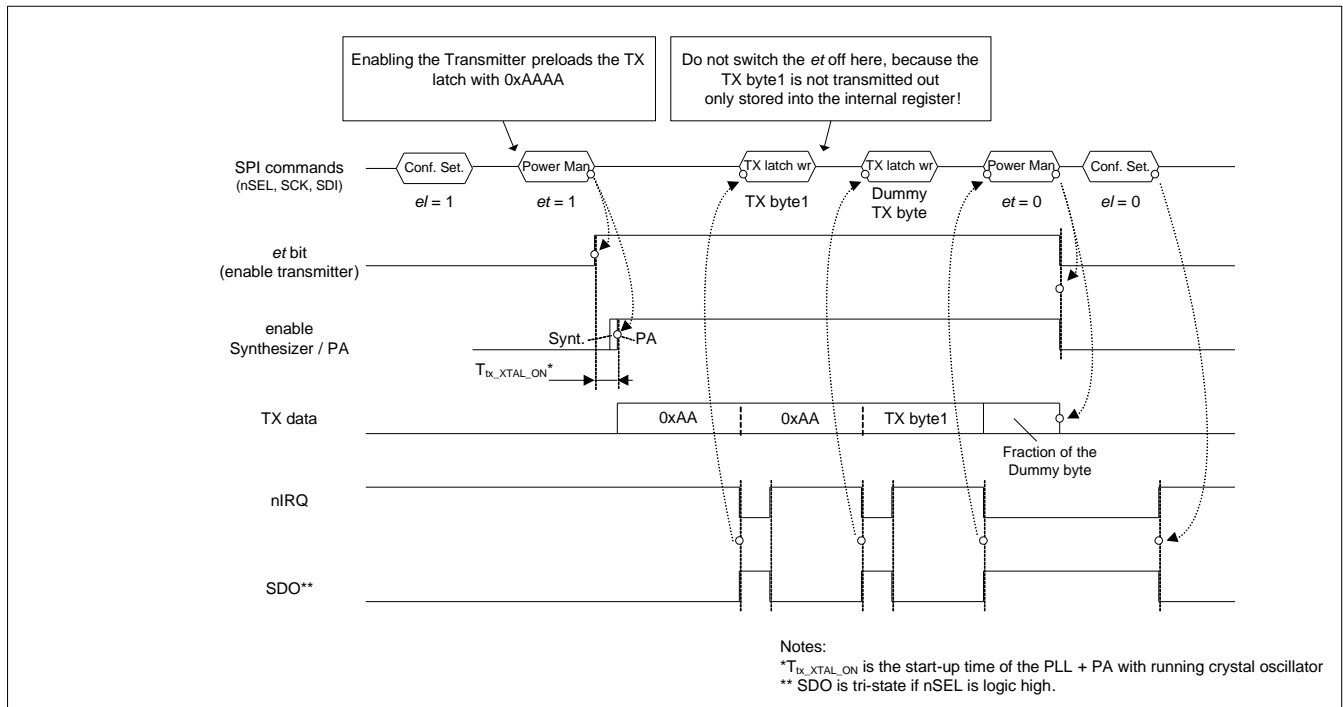 Enabling the Transmitter preloads the TX
latch with 0xAAAA
Do not switch the et off here, because the
TX byte1 is not transmitted out
only stored into the internal register!
SPI commands
(nSEL, SCK, SDI)
Conf. Set.
Power Man
TX latch wr
TX latch wr
Power Man
Conf. Set.
el = 1
et = 1
TX byte1
Dummy
TX byte
et = 0
el = 0
et bit
(enable transmitter)
enable
Synthesizer / PA
Synt.
PA
Ttx_XTAL_ON*
TX data
0xAA
0xAA
TX byte1
Fraction of the
Dummy byte
nIRQ
SDO**
Notes:
*Ttx_XTAL_ON is the start-up time of the PLL + PA with running crystal oscillator
** SDO is tri-state if nSEL is logic high.